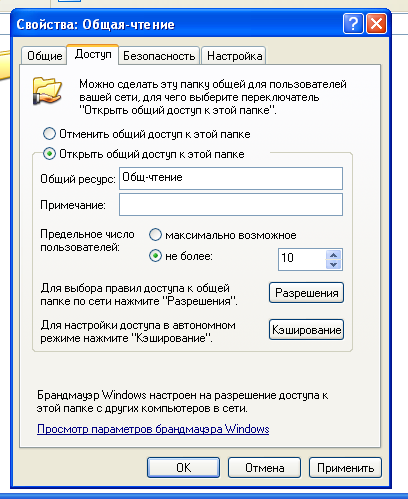 Свойства: Общая-чтение
Общие
Доступ
Безопасность
Настройка
Можно сделать эту папку общей для пользователей
вашей сети, для чего выберите переключатель
"Открыть общий доступ к этой папке".
Отменить общий доступ к этой папке
Открыть общий доступ к этой папке
Общий ресурс: Общ-чтение
Примечание:
Предельное число
пользователей:
максимально возможное
не более: 10
Для выбора правил доступа к общей
папке по сети нажмите "Разрешения".
Разрешения
Для настройки доступа в автономном
режиме нажмите "Кэширование".
Кэширование
Брандмауэр Windows настроен на разрешение доступа к
этой папке с других компьютеров в сети.
Просмотр параметров брандмауэра Windows
OK
Отмена
Применить